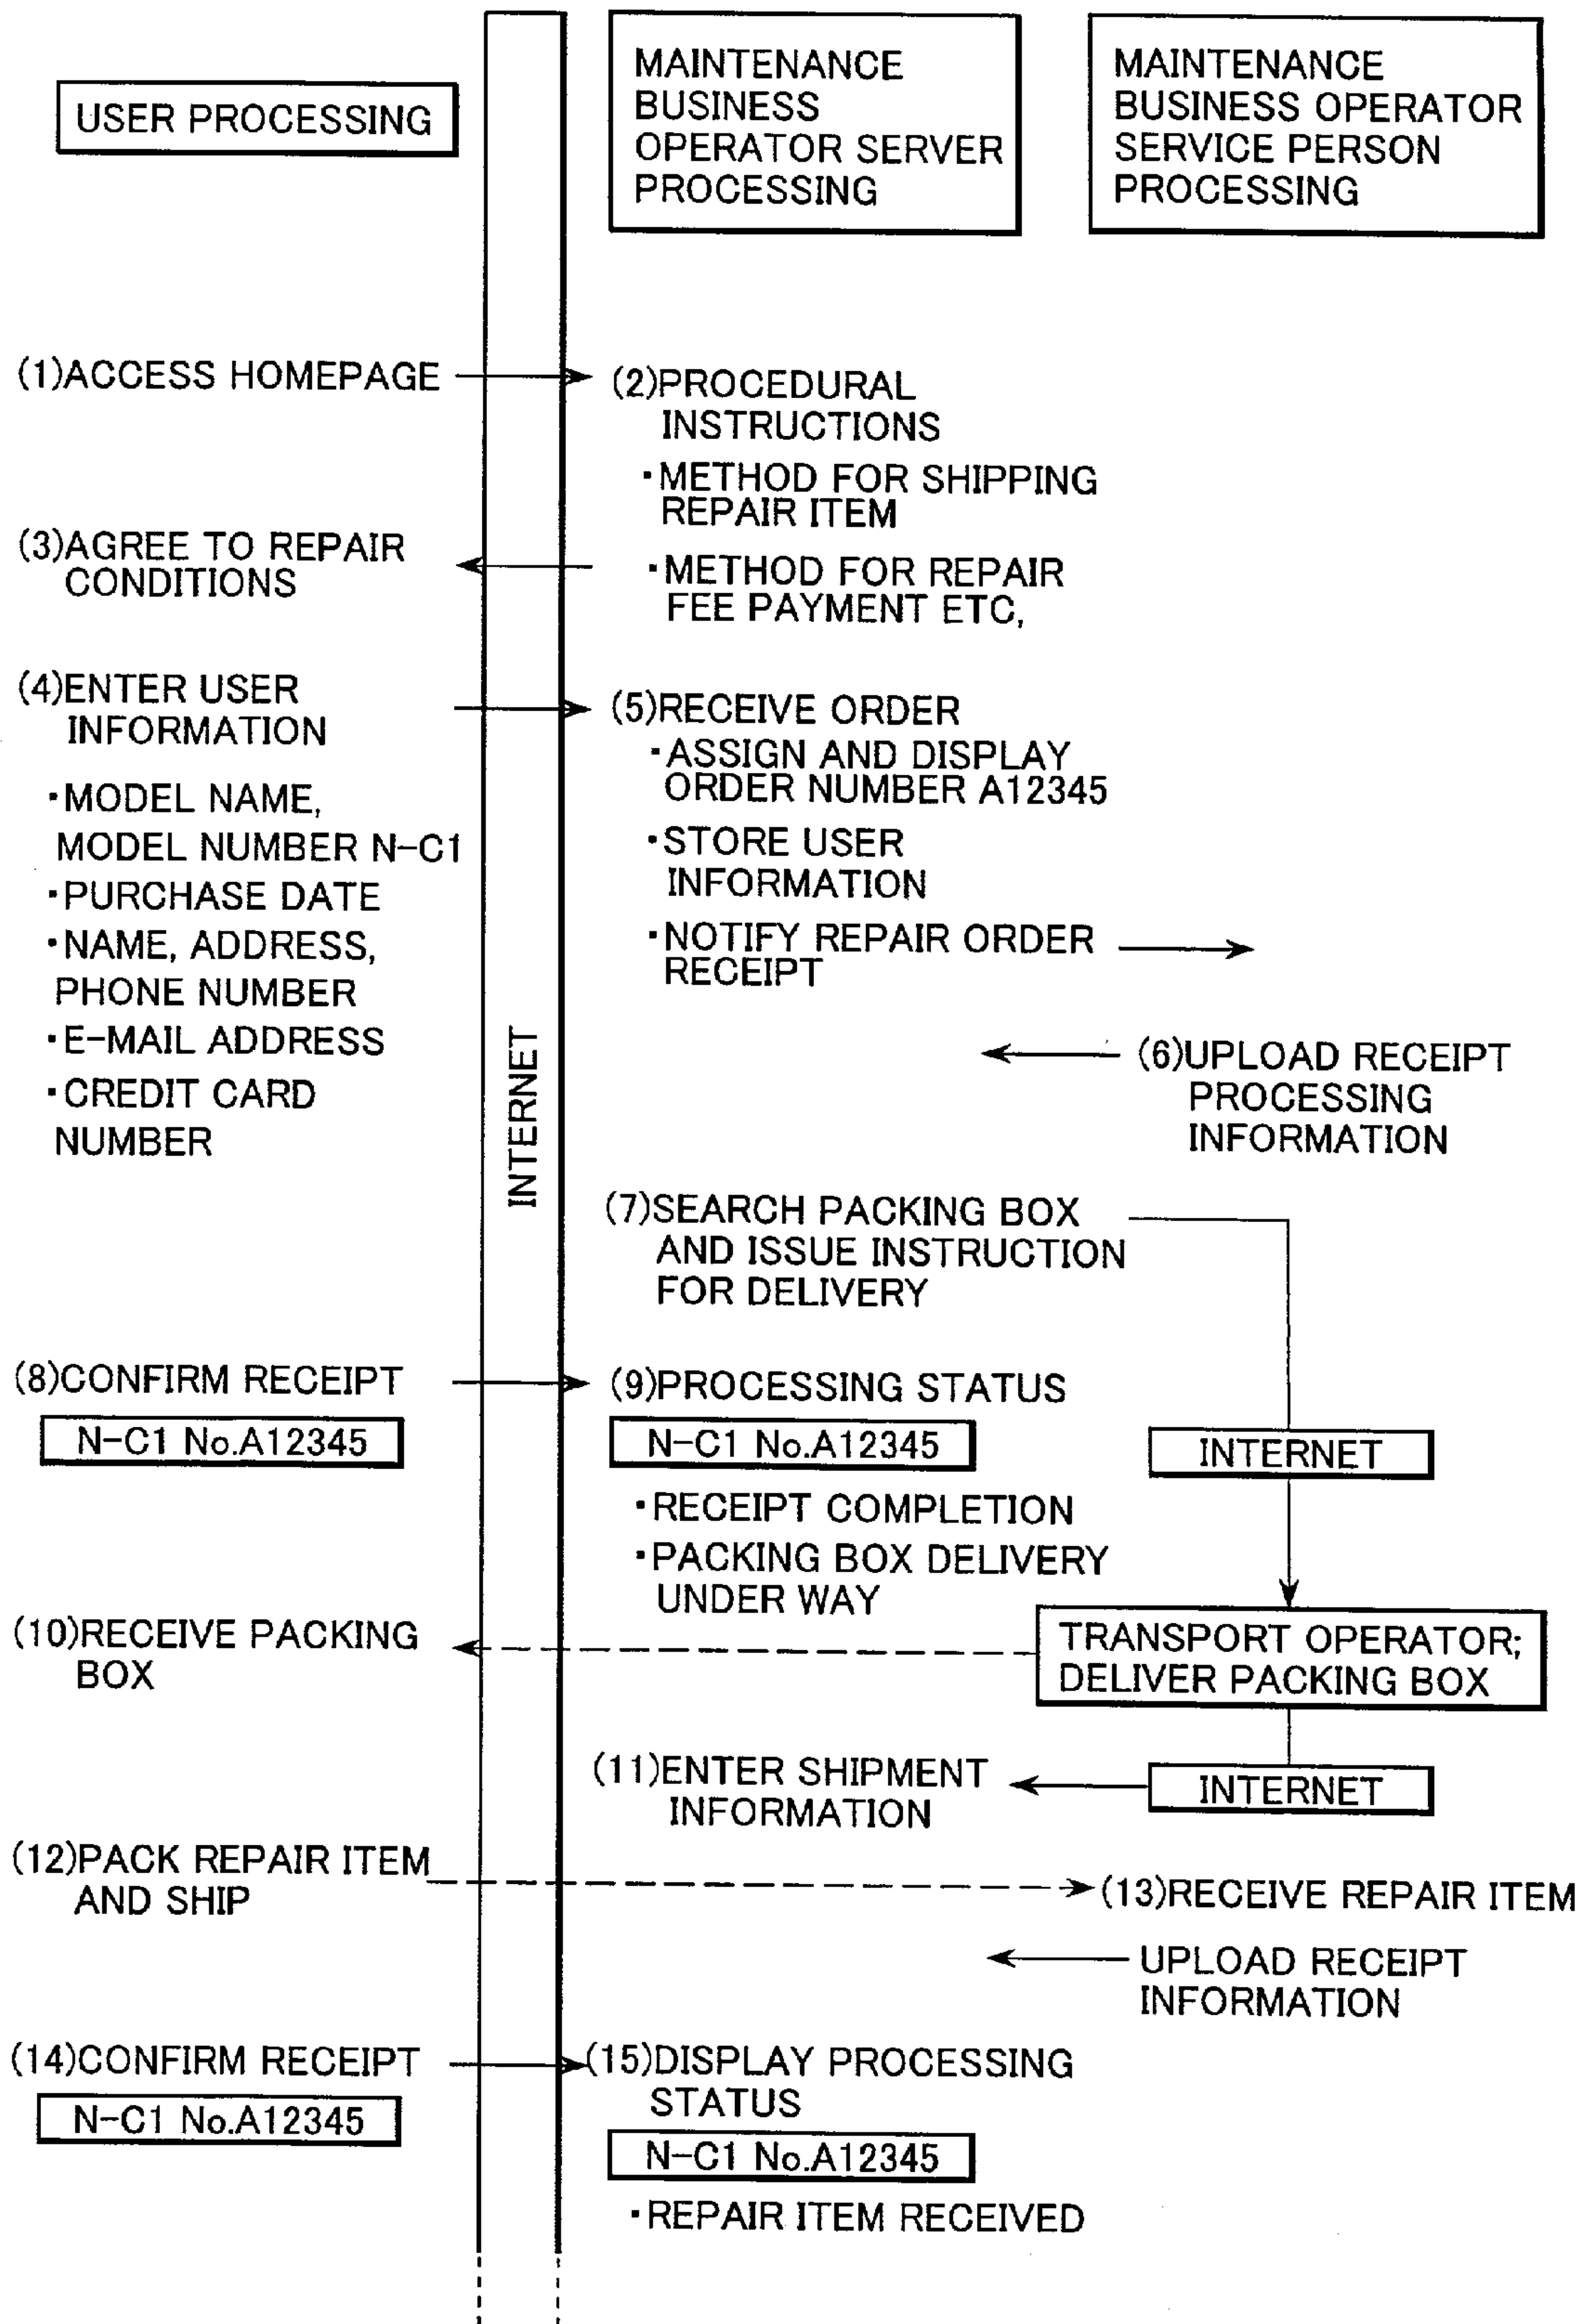 USER PROCESSING
MAINTENANCE
BUSINESS
OPERATOR SERVER
PROCESSING
MAINTENANCE
BUSINESS OPERATOR
SERVICE PERSON
PROCESSING
(1)ACCESS HOMEPAGE
(2)PROCEDURAL
INSTRUCTIONS
・METHOD FOR SHIPPING
REPAIR ITEM
(3)AGREE TO REPAIR
CONDITIONS
・METHOD FOR REPAIR
FEE PAYMENT ETC,
(4)ENTER USER
INFORMATION
・MODEL NAME,
MODEL NUMBER N-C1
・PURCHASE DATE
・NAME, ADDRESS,
PHONE NUMBER
・E-MAIL ADDRESS
・CREDIT CARD
NUMBER
(5)RECEIVE ORDER
・ASSIGN AND DISPLAY
ORDER NUMBER A12345
・STORE USER
INFORMATION
・NOTIFY REPAIR ORDER
RECEIPT
INTERNET
(6)UPLOAD RECEIPT
PROCESSING
INFORMATION
(7)SEARCH PACKING BOX
AND ISSUE INSTRUCTION
FOR DELIVERY
(8)CONFIRM RECEIPT
N-C1 No.A12345
(9)PROCESSING STATUS
N-C1 No.A12345
・RECEIPT COMPLETION
・PACKING BOX DELIVERY
UNDER WAY
INTERNET
(10)RECEIVE PACKING
BOX
TRANSPORT OPERATOR;
DELIVER PACKING BOX
(11)ENTER SHIPMENT
INFORMATION
INTERNET
(12)PACK REPAIR ITEM
AND SHIP
(13)RECEIVE REPAIR ITEM
UPLOAD RECEIPT
INFORMATION
(14)CONFIRM RECEIPT
N-C1 No.A12345
(15)DISPLAY PROCESSING
STATUS
N-C1 No.A12345
・REPAIR ITEM RECEIVED